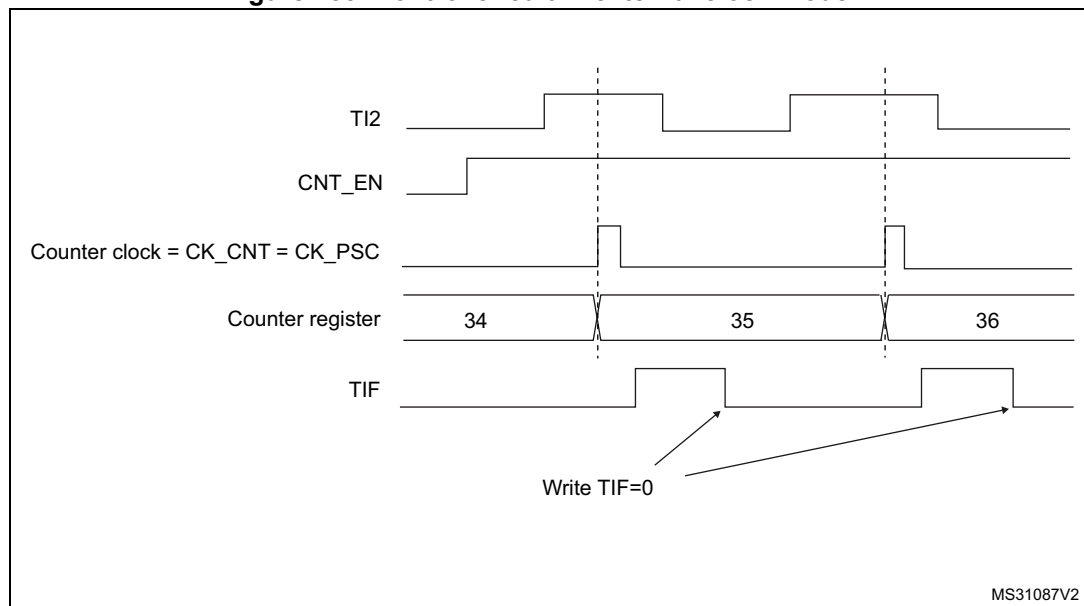 TI2
CNT_EN
Counter clock = CK_CNT = CK_PSC
Counter register
34
35
36
TIF
Write TIF=0
MS31087V2